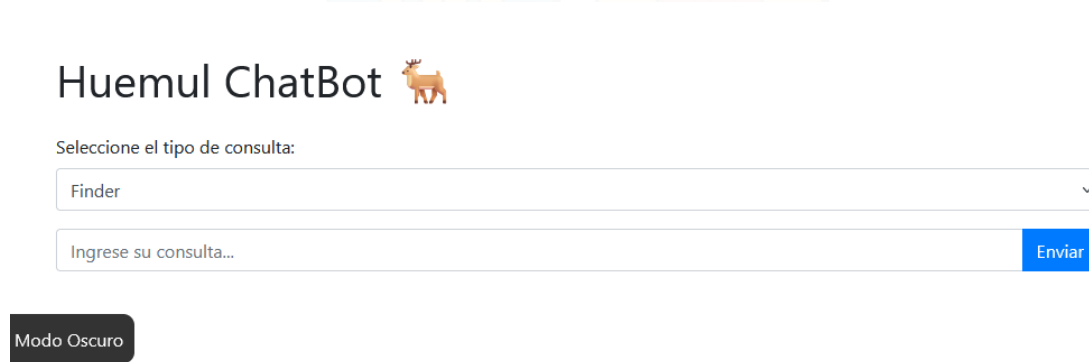 Huemul ChatBot 🦌
Seleccione el tipo de consulta:
Finder
Ingrese su consulta... Enviar
Modo Oscuro